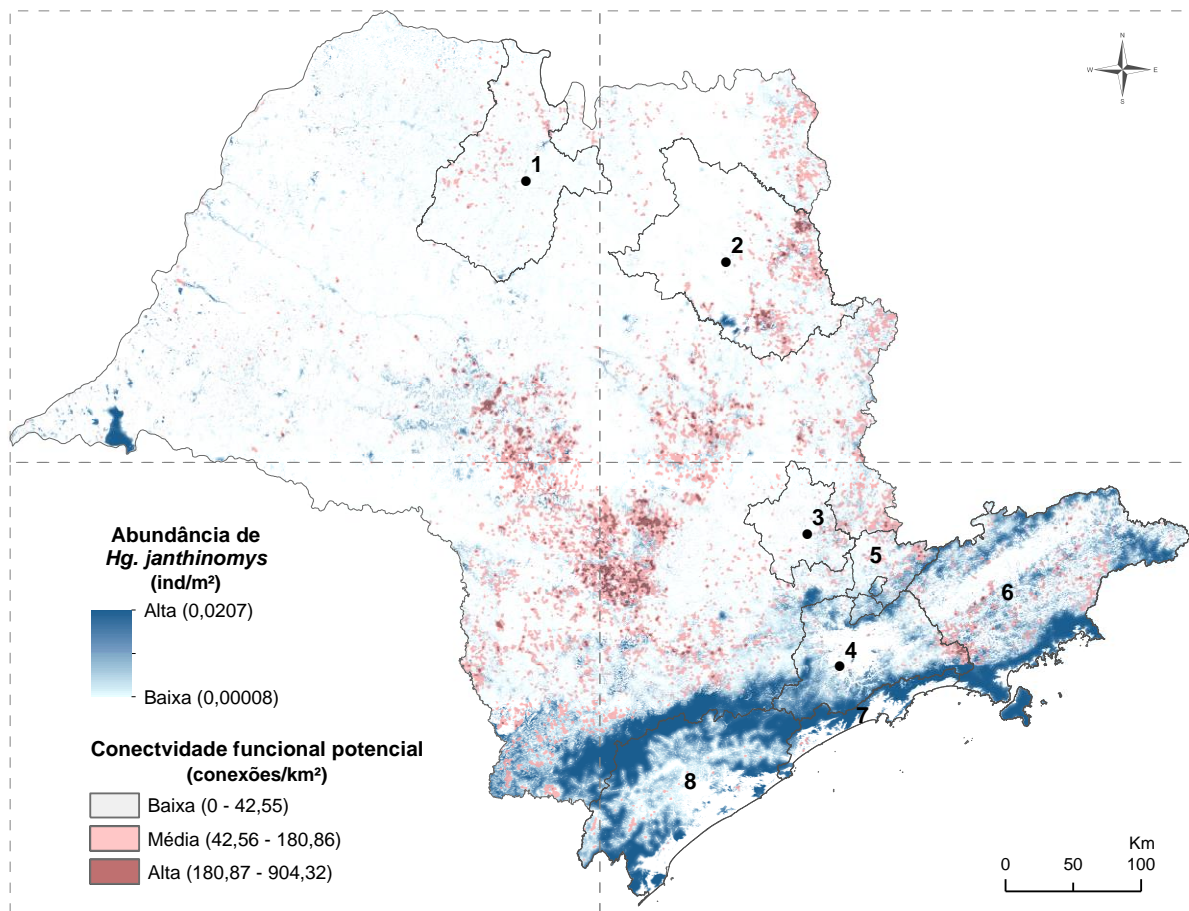 N
W E
S
1
2
3
5
6
4
7
8
Abundância de
Hg. janthinomys
(ind/m²)
Alta (0,0207)
Baixa (0,00008)
Conectvidade funcional potencial
(conexões/km²)
Baixa (0 - 42,55)
Média (42,56 - 180,86)
Alta (180,87 - 904,32)
Km
0 50 100